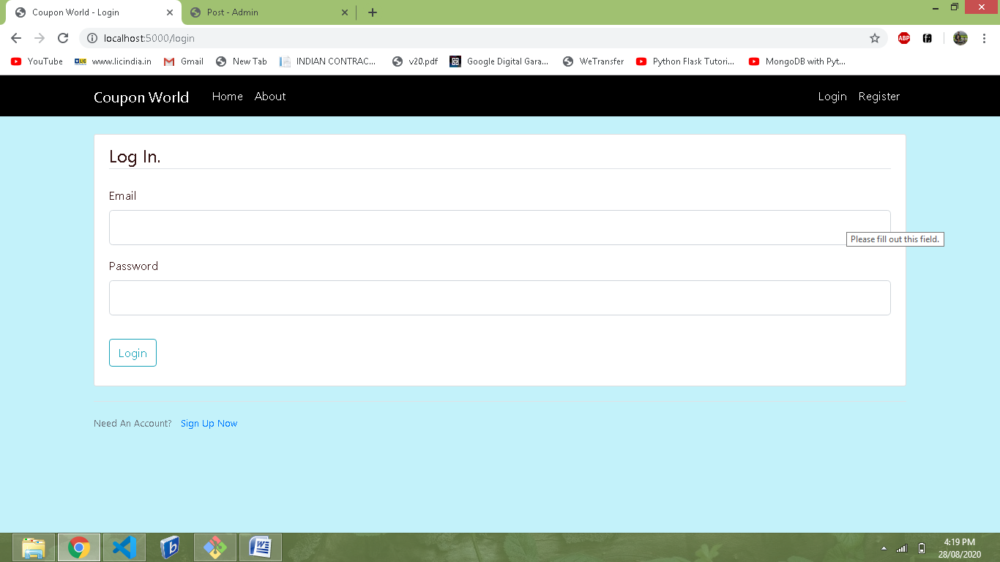 Coupon World - Login
Post - Admin
localhost:5000/login
ABP
YouTube
www.licindia.in
Gmail
New Tab
INDIAN CONTRAC...
v20.pdf
Google Digital Gara...
WeTransfer
Python Flask Tutori...
MongoDB with Pyt...
Coupon World
Home
About
Login
Register
Log In.
Email
Please fill out this field.
Password
Login
Need An Account? Sign Up Now
4:19 PM
28/08/2020